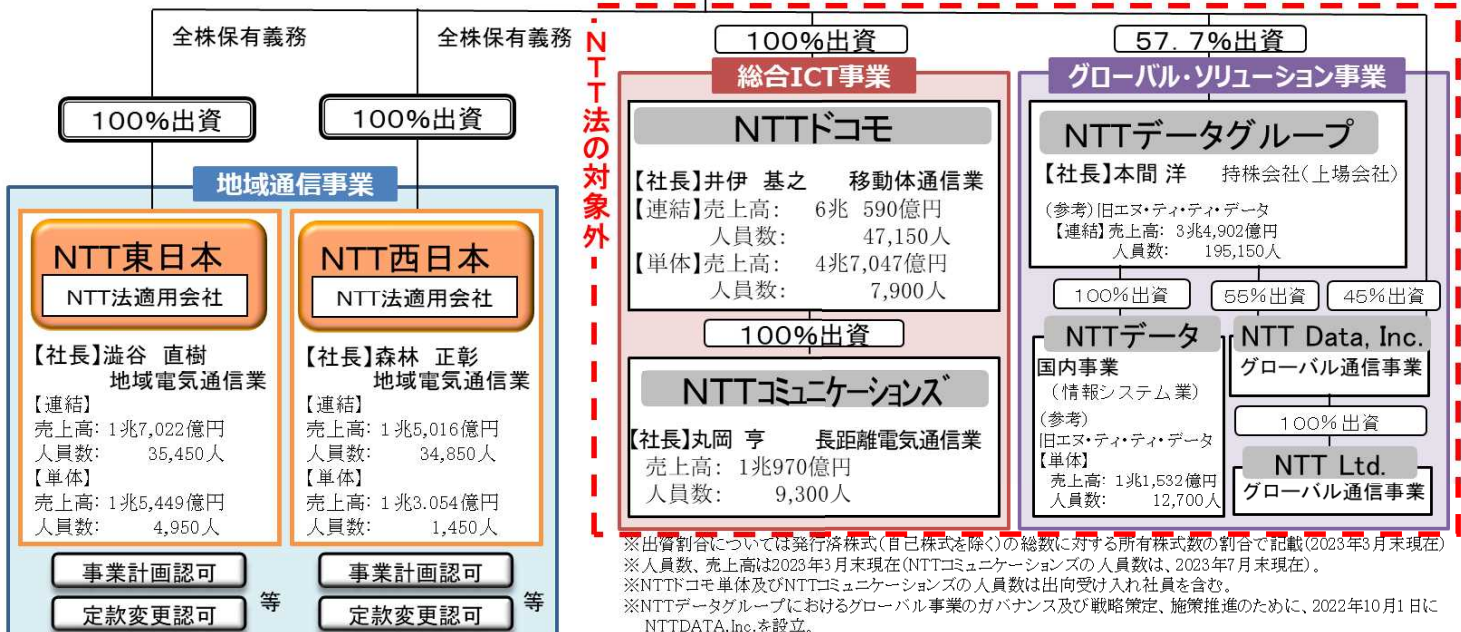 全株保有義務
全株保有義務
100%出資
100%出資
地域通信事業
NTT東日本
NTT法適用会社
【社長】澁谷 直樹
地域電気通信業
【連結】
売上高: 1兆7,022億円
人員数: 35,450人
【単体】
売上高: 1兆5,449億円
人員数: 4,950人
事業計画認可
定款変更認可
等
NTT西日本
NTT法適用会社
【社長】森林 正彰
地域電気通信業
【連結】
売上高: 1兆5,016億円
人員数: 34,850人
【単体】
売上高: 1兆3.054億円
人員数: 1,450人
事業計画認可
定款変更認可
等
NTT法の対象外
100%出資
総合ICT事業
NTTドコモ
【社長】井伊 基之 移動体通信業
【連結】売上高: 6兆 590億円
人員数: 47,150人
【単体】売上高: 4兆7,047億円
人員数: 7,900人
100%出資
NTTコミュニケーションズ
【社長】丸岡 亨 長距離電気通信業
売上高: 1兆970億円
人員数: 9,300人
57.7%出資
グローバル・ソリューション事業
NTTデータグループ
【社長】本間 洋 持株会社(上場会社)
(参考)旧エヌ・ティ・ティ・データ
【連結】売上高: 3兆4,902億円
人員数: 195,150人
100%出資
55%出資
45%出資
NTTデータ
国内事業
(情報システム業)
(参考)
旧エヌ・ティ・ティ・データ
【単体】
売上高: 1兆1,532億円
人員数: 12,700人
NTT Data, Inc.
グローバル通信事業
100%出資
NTT Ltd.
グローバル通信事業
※出資割合については発行済株式(自己株式を除く)の総数に対する所有株式数の割合で記載(2023年3月末現在)
※人員数、売上高は2023年3月末現在(NTTコミュニケーションズの人員数は、2023年7月末現在)。
※NTTドコモ単体及びNTTコミュニケーションズの人員数は出向受け入れ社員を含む。
※NTTデータグループにおけるグローバル事業のガバナンス及び戦略策定、施策推進のために、2022年10月1日に
NTTDATA,Inc.を設立。